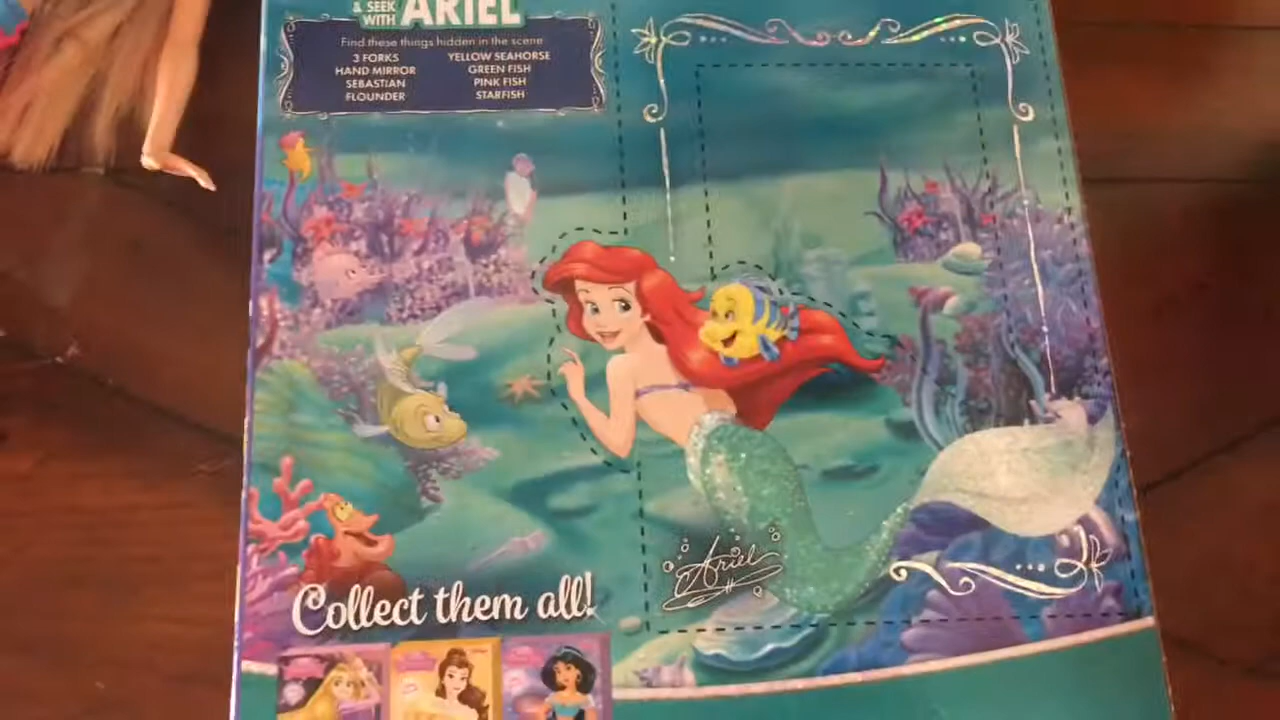 & SEEK
WITH ARIEL
Find these things hidden in the scene
3 FORKS
HAND MIRROR
SEBASTIAN
FLOUNDER
YELLOW SEAHORSE
GREEN FISH
PINK FISH
STARFISH
Ariel
Collect them all!